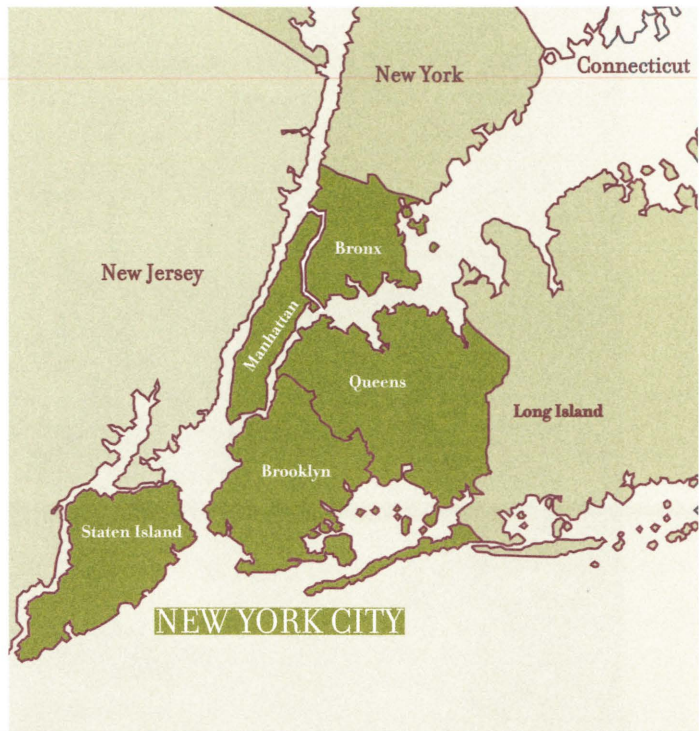 New York
Connecticut
Bronx
New Jersey
Manhattan
Queens
Long Island
Brooklyn
Staten Island
NEW YORK CITY